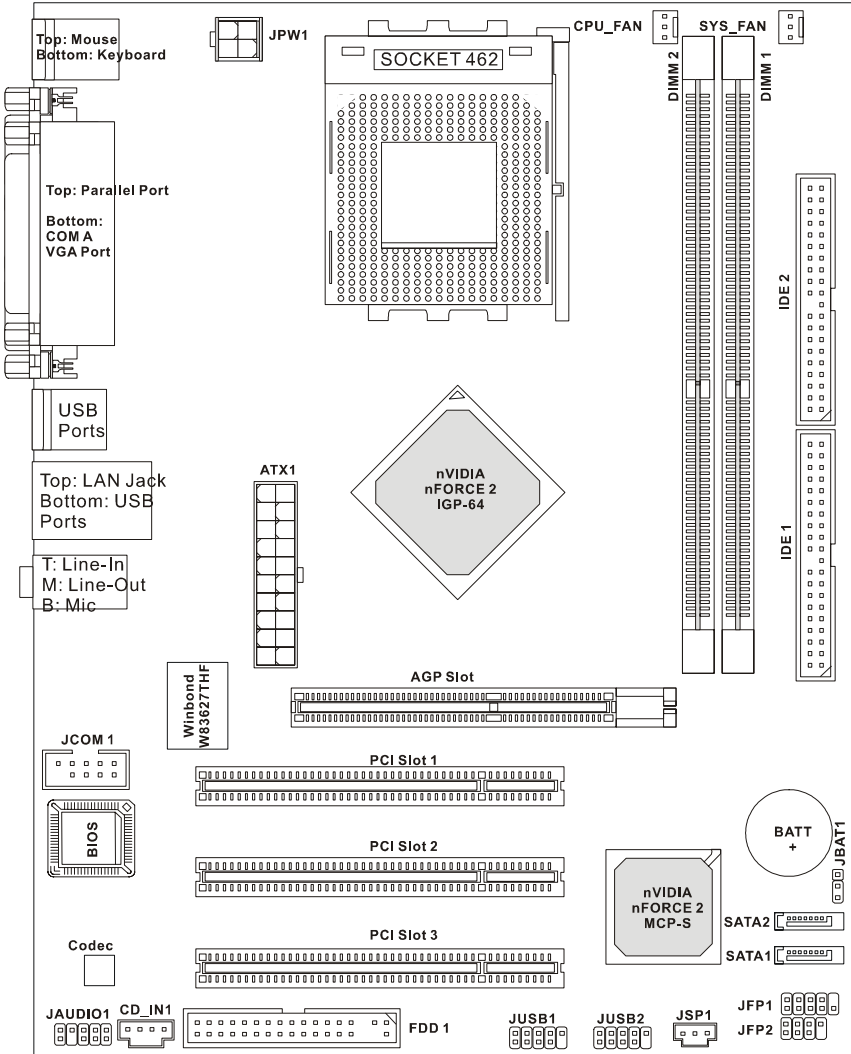 Top: Mouse
Bottom: Keyboard
JPW1
SOCKET 462
CPU_FAN
SYS_FAN
DIMM 2
DIMM 1
Top: Parallel Port
Bottom:
COM A
VGA Port
IDE 2
USB
Ports
Top: LAN Jack
Bottom: USB
Ports
ATX1
nVIDIA
nFORCE 2
IGP-64
IDE 1
T: Line-In
M: Line-Out
B: Mic
Winbond
W83627THF
AGP Slot
JCOM 1
PCI Slot 1
BIOS
PCI Slot 2
BATT
+
JBAT1
nVIDIA
nFORCE 2
MCP-S
SATA2
SATA1
Codec
PCI Slot 3
JAUDIO1
CD_IN1
FDD 1
JUSB1
JUSB2
JSP1
JFP1
JFP2